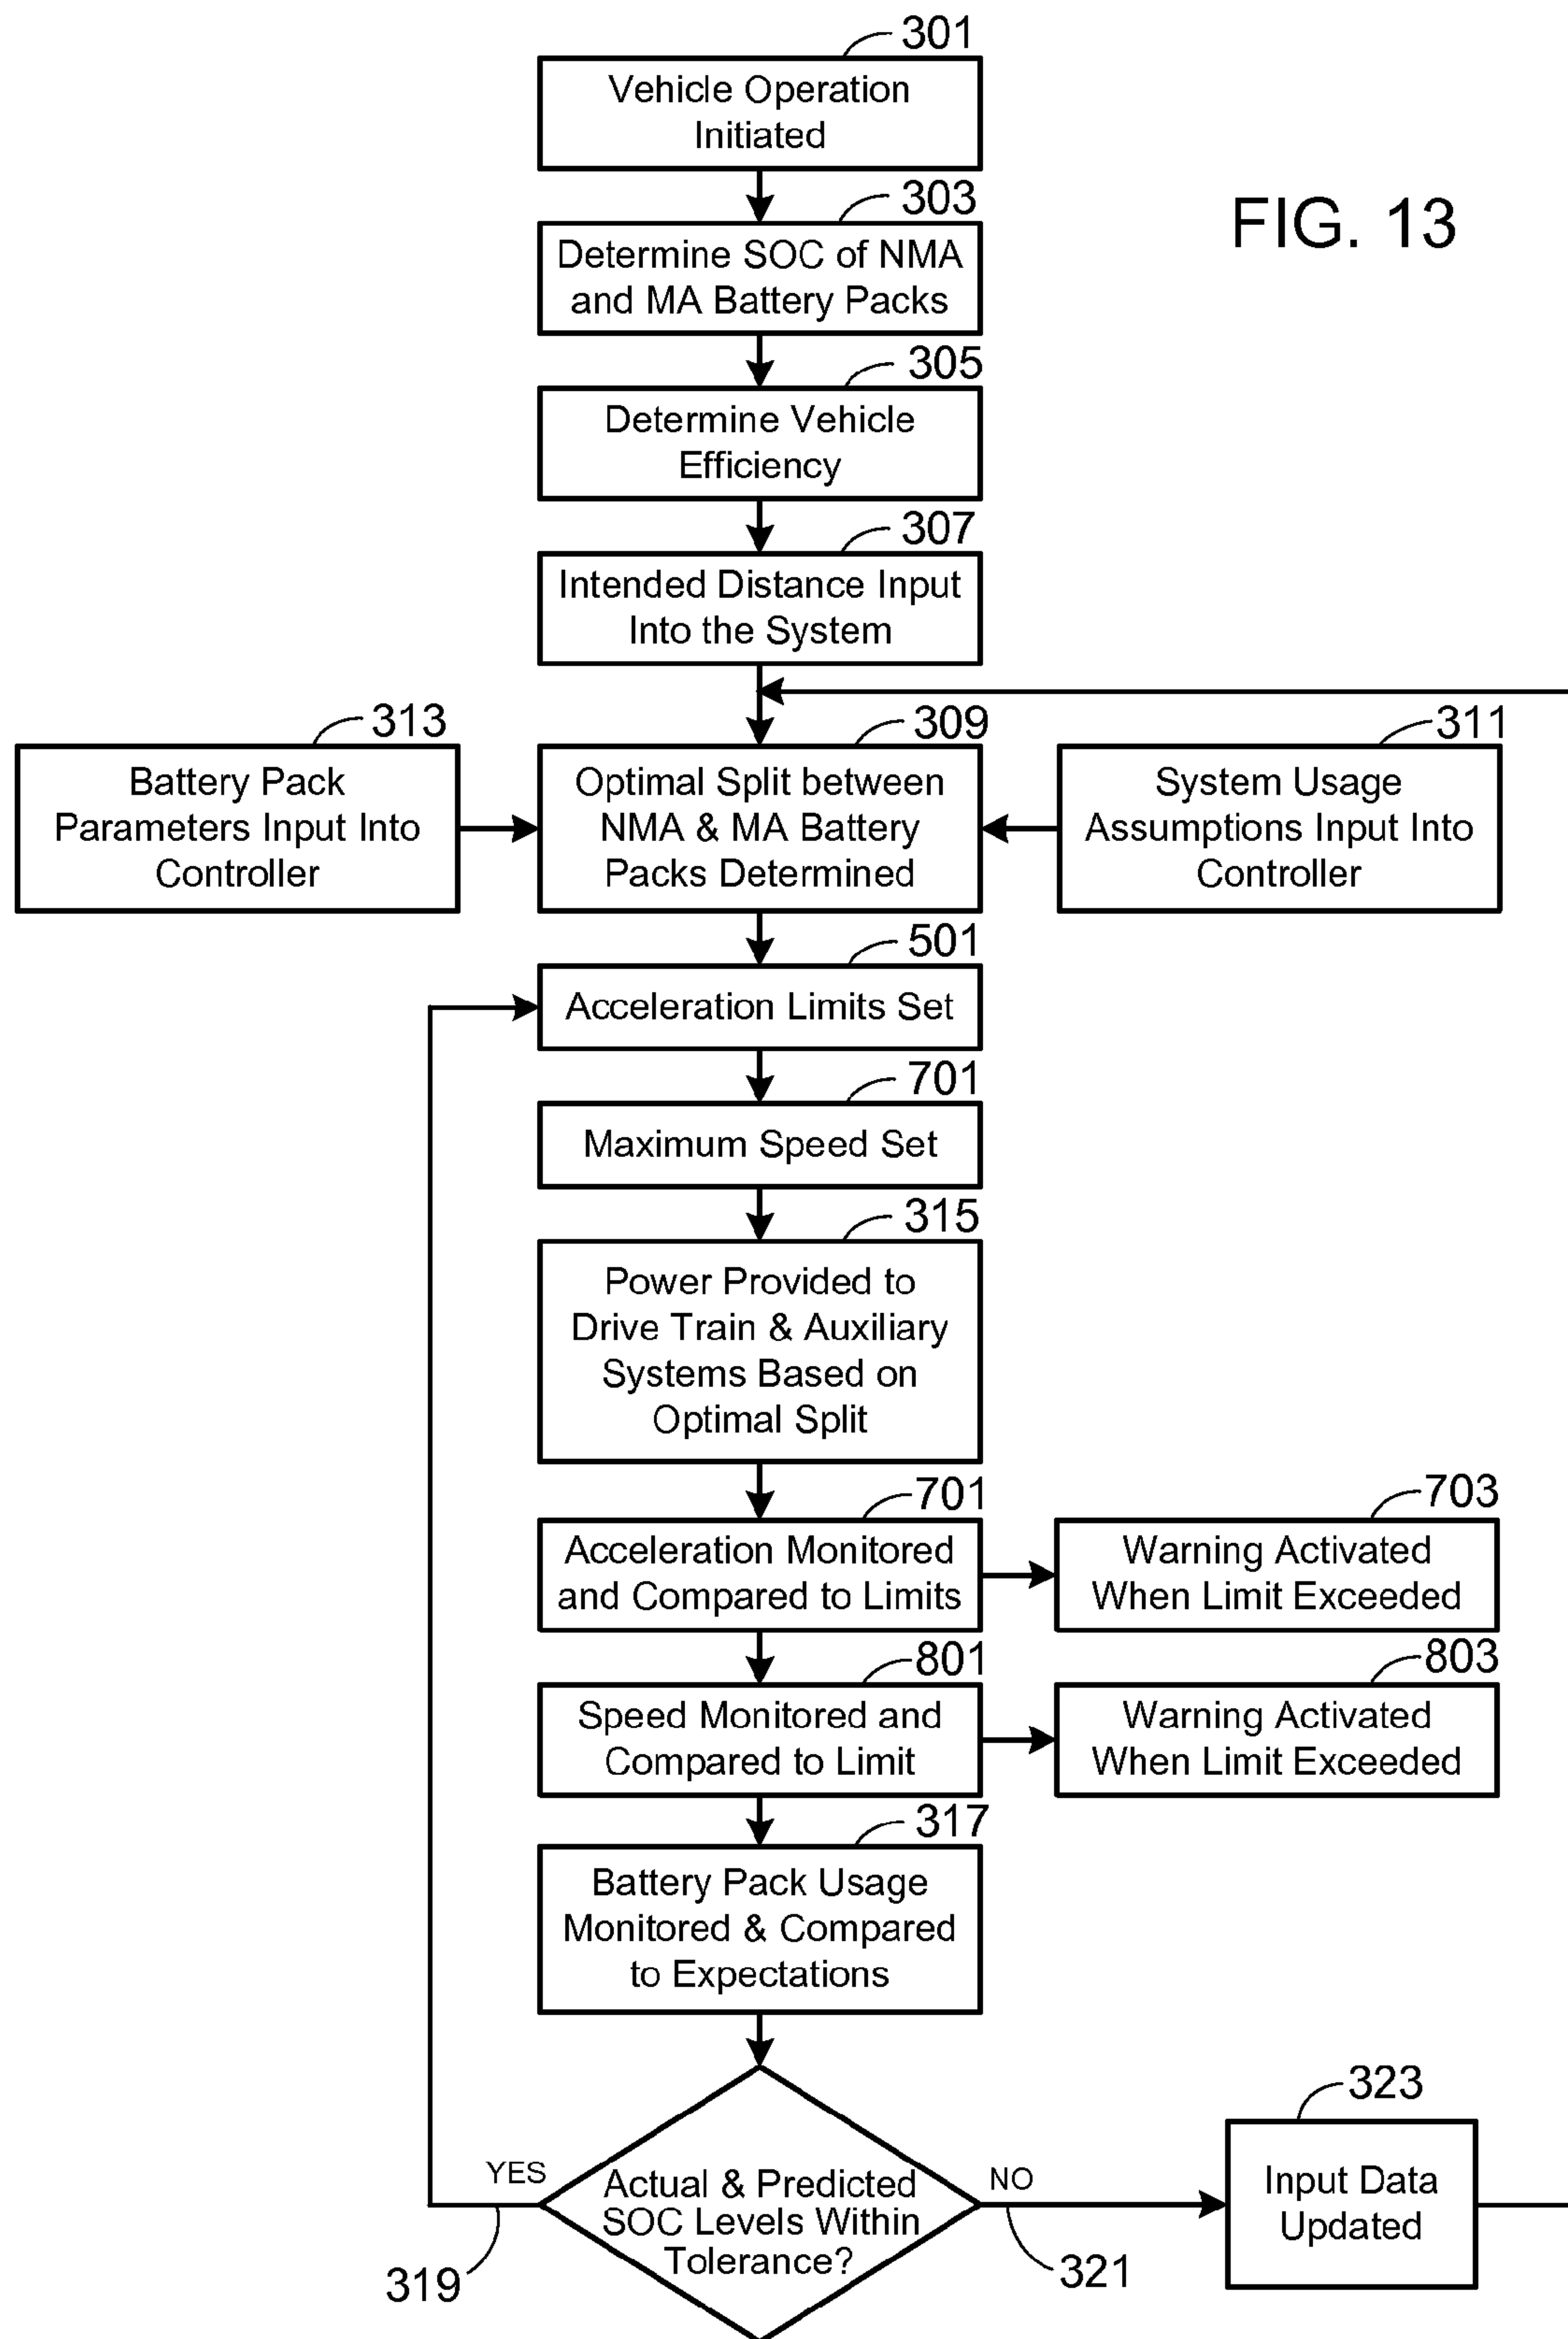 301
Vehicle Operation
Initiated
FIG. 13
303
Determine SOC of NMA
and MA Battery Packs
305
Determine Vehicle
Efficiency
307
Intended Distance Input
Into the System
313
Battery Pack
Parameters Input Into
Controller
309
Optimal Split between
NMA & MA Battery
Packs Determined
311
System Usage
Assumptions Input Into
Controller
501
Acceleration Limits Set
701
Maximum Speed Set
315
Power Provided to
Drive Train & Auxiliary
Systems Based on
Optimal Split
701
Acceleration Monitored
and Compared to Limits
703
Warning Activated
When Limit Exceeded
801
Speed Monitored and
Compared to Limit
803
Warning Activated
When Limit Exceeded
317
Battery Pack Usage
Monitored & Compared
to Expectations
YES
319
Actual & Predicted
SOC Levels Within
Tolerance?
NO
321
323
Input Data
Updated